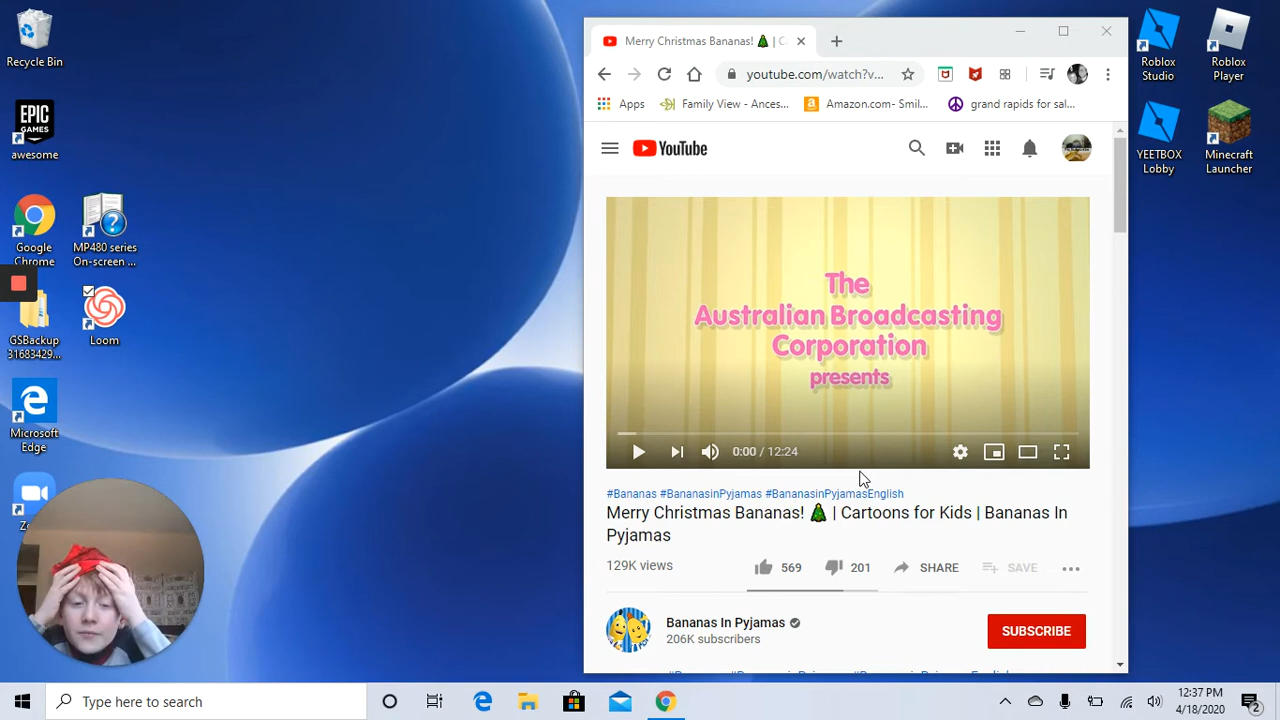 Recycle Bin
EPIC
GAMES
awesome
Google
Chrome
MP480 series
On-screen ...
GSBackup
31683429...
Loom
Microsoft
Edge
Merry Christmas Bananas! 🎄 | C
youtube.com/watch?v...
Apps
Family View - Ances...
Amazon.com- Smil...
grand rapids for sal...
YouTube
The
Australian Broadcasting
Corporation
presents
0:00 / 12:24
#Bananas #BananasinPyjamas #BananasinPyjamasEnglish
Merry Christmas Bananas! 🎄 | Cartoons for Kids | Bananas In
Pyjamas
129K views
569
201
SHARE
SAVE
Bananas In Pyjamas
206K subscribers
SUBSCRIBE
Roblox
Studio
Roblox
Player
YEETBOX
Lobby
Minecraft
Launcher
Type here to search
12:37 PM
4/18/2020
2